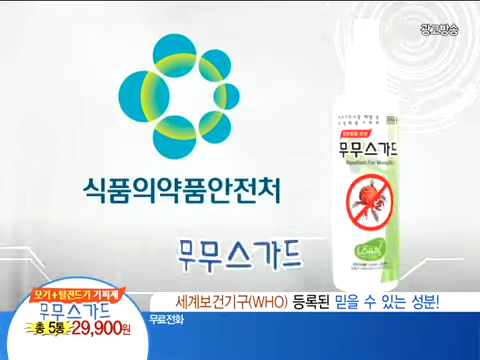 광고방송
식품의약품안전처
무무스가드
무무스가드
Repellent For Mosquito
모기+털진드기 기피제
무무스가드
총 5통 29,900원
세계보건기구(WHO) 등록된 믿을 수 있는 성분!
무료전화